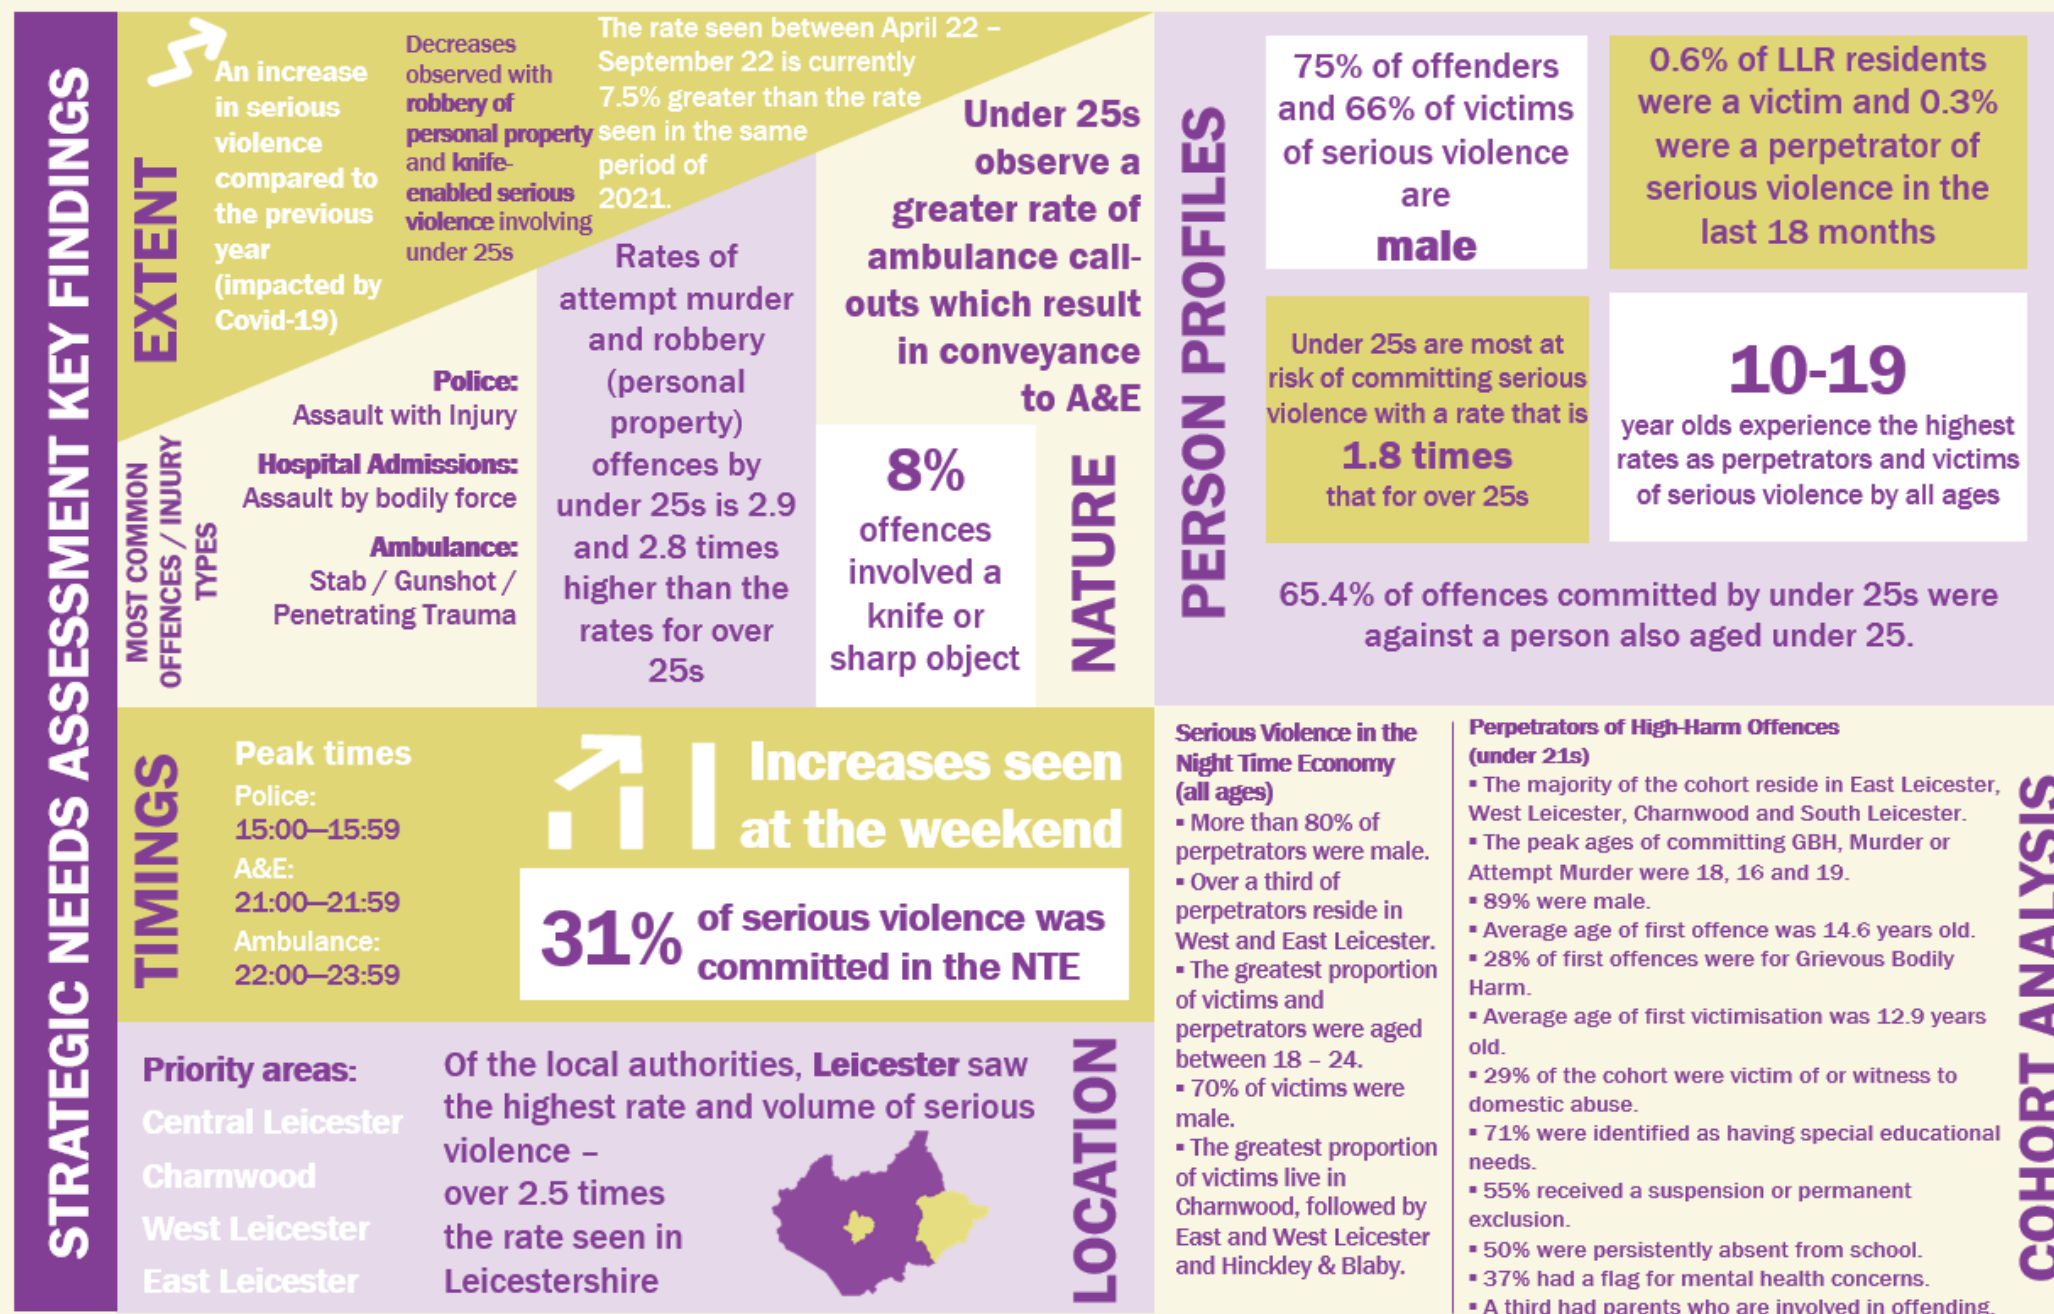 STRATEGIC NEEDS ASSESSMENT KEY FINDINGS
EXTENT
An increase
in serious
violence
compared to
the previous
year
(impacted by
Covid-19)
Decreases
observed with
robbery of
personal property
and knife-
enabled serious
violence involving
under 25s
The rate seen between April 22 –
September 22 is currently
7.5% greater than the rate
seen in the same
period of
2021.
MOST COMMON
OFFENCES / INJURY
TYPES
Police:
Assault with Injury
Hospital Admissions:
Assault by bodily force
Ambulance:
Stab / Gunshot /
Penetrating Trauma
Rates of
attempt murder
and robbery
(personal
property)
offences by
under 25s is 2.9
and 2.8 times
higher than the
rates for over
25s
Under 25s
observe a
greater rate of
ambulance call-
outs which result
in conveyance
to A&E
8%
offences
involved a
knife or
sharp object
NATURE
PERSON PROFILES
75% of offenders
and 66% of victims
of serious violence
are
male
0.6% of LLR residents
were a victim and 0.3%
were a perpetrator of
serious violence in the
last 18 months
Under 25s are most at
risk of committing serious
violence with a rate that is
1.8 times
that for over 25s
10-19
year olds experience the highest
rates as perpetrators and victims
of serious violence by all ages
65.4% of offences committed by under 25s were
against a person also aged under 25.
TIMINGS
Peak times
Police:
15:00—15:59
A&E:
21:00—21:59
Ambulance:
22:00—23:59
Increases seen
at the weekend
31%
of serious violence was
committed in the NTE
Priority areas:
Central Leicester
Charnwood
West Leicester
East Leicester
Of the local authorities, Leicester saw
the highest rate and volume of serious
violence –
over 2.5 times
the rate seen in
Leicestershire
LOCATION
Serious Violence in the
Night Time Economy
(all ages)
▪ More than 80% of
perpetrators were male.
▪ Over a third of
perpetrators reside in
West and East Leicester.
▪ The greatest proportion
of victims and
perpetrators were aged
between 18 – 24.
▪ 70% of victims were
male.
▪ The greatest proportion
of victims live in
Charnwood, followed by
East and West Leicester
and Hinckley & Blaby.
Perpetrators of High-Harm Offences
(under 21s)
▪ The majority of the cohort reside in East Leicester,
West Leicester, Charnwood and South Leicester.
▪ The peak ages of committing GBH, Murder or
Attempt Murder were 18, 16 and 19.
▪ 89% were male.
▪ Average age of first offence was 14.6 years old.
▪ 28% of first offences were for Grievous Bodily
Harm.
▪ Average age of first victimisation was 12.9 years
old.
▪ 29% of the cohort were victim of or witness to
domestic abuse.
▪ 71% were identified as having special educational
needs.
▪ 55% received a suspension or permanent
exclusion.
▪ 50% were persistently absent from school.
▪ 37% had a flag for mental health concerns.
▪ A third had parents who are involved in offending.
COHORT ANALYSIS